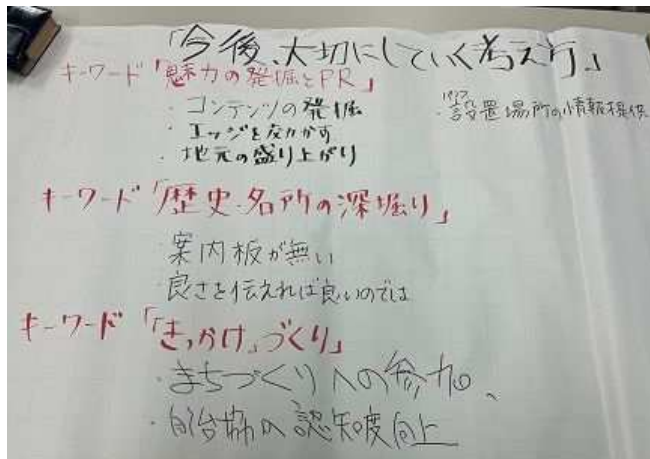 「今後、大切にしていく考え方」
キーワード「魅力の発掘とPR」
・コンテンツの発掘
・エッジを効かかす
・地元の盛り上がり
・設置場所の情報提供
キーワード「歴史・名所の深掘り」
案内板が無い
良さを伝えれば良いのでは
キーワード「「きっかけ」づくり」
・まちづくりへの参加、
・自治協の認知度向上